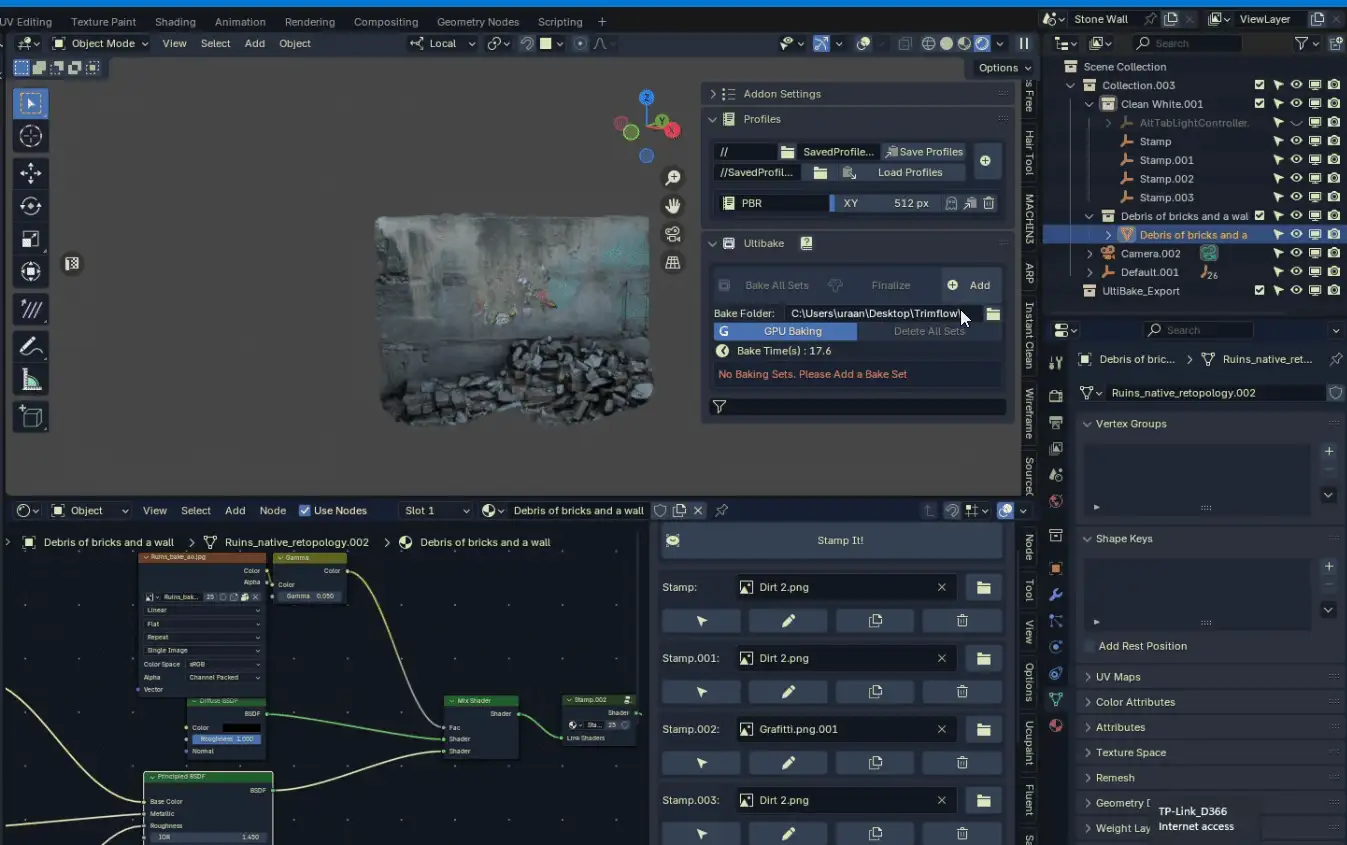 UV Editing Texture Paint Shading Animation Rendering Compositing Geometry Nodes Scripting +
Stone Wall ViewLayer
Object Mode View Select Add Object Local
Options
Search
Scene Collection
Collection.003
Clean White.001
AltTabLightController.
Stamp
Stamp.001
Stamp.002
Stamp.003
Debris of bricks and a wal
Debris of bricks and a
Camera.002
Default.001 26
UltiBake_Export
Z
Y
X
Addon Settings
Profiles
// SavedProfile... Save Profiles
//SavedProfil... Load Profiles
PBR XY 512 px
Ultibake
Bake All Sets Finalize Add
Bake Folder: C:\Users\uraan\Desktop\Trimflow\
G GPU Baking Delete All Sets
Bake Time(s) : 17.6
No Baking Sets. Please Add a Bake Set
s Free
Hair Tool
MACHIN3
ARP
Instant Clean
Wireframe
Source
Search
Debris of bric... Ruins_native_ret...
Ruins_native_retopology.002
Vertex Groups
Shape Keys
Add Rest Position
UV Maps
Color Attributes
Attributes
Texture Space
Remesh
Geometry D
Weight Lay
TP-Link_D366
Internet access
Object View Select Add Node Use Nodes Slot 1 Debris of bricks and a wall
Debris of bricks and a wall Ruins_native_retopology.002 Debris of bricks and a wall
Ruins_bake_ao.jpg
Color
Alpha
Ruins_bak... 25
Linear
Flat
Repeat
Single Image
Color Space sRGB
Alpha Channel Packed
Vector
Gamma
Color
Color
Gamma 0.050
Diffuse BSDF
BSDF
Color
Roughness 1.000
Normal
Mix Shader
Shader
Fac
Shader
Shader
Stamp.002
Shader
Sta... 25
Link Shaders
Principled BSDF
BSDF
Base Color
Metallic
Roughness
IOR 1.450
Stamp It!
Stamp: Dirt 2.png
Stamp.001: Dirt 2.png
Stamp.002: Grafitti.png.001
Stamp.003: Dirt 2.png
Node
Tool
View
Options
Ucupaint
Fluent